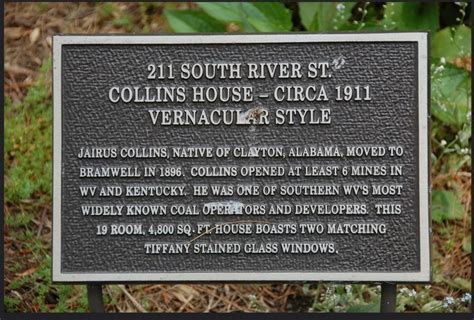 211 SOUTH RIVER ST.
COLLINS HOUSE – CIRCA 1911
VERNACULAR STYLE
JAIRUS COLLINS, NATIVE OF CLAYTON, ALABAMA, MOVED TO
BRAMWELL IN 1896. COLLINS OPENED AT LEAST 6 MINES IN
WV AND KENTUCKY. HE WAS ONE OF SOUTHERN WV'S MOST
WIDELY KNOWN COAL OPERATORS AND DEVELOPERS. THIS
19 ROOM, 4,800 SQ. FT. HOUSE BOASTS TWO MATCHING
TIFFANY STAINED GLASS WINDOWS.